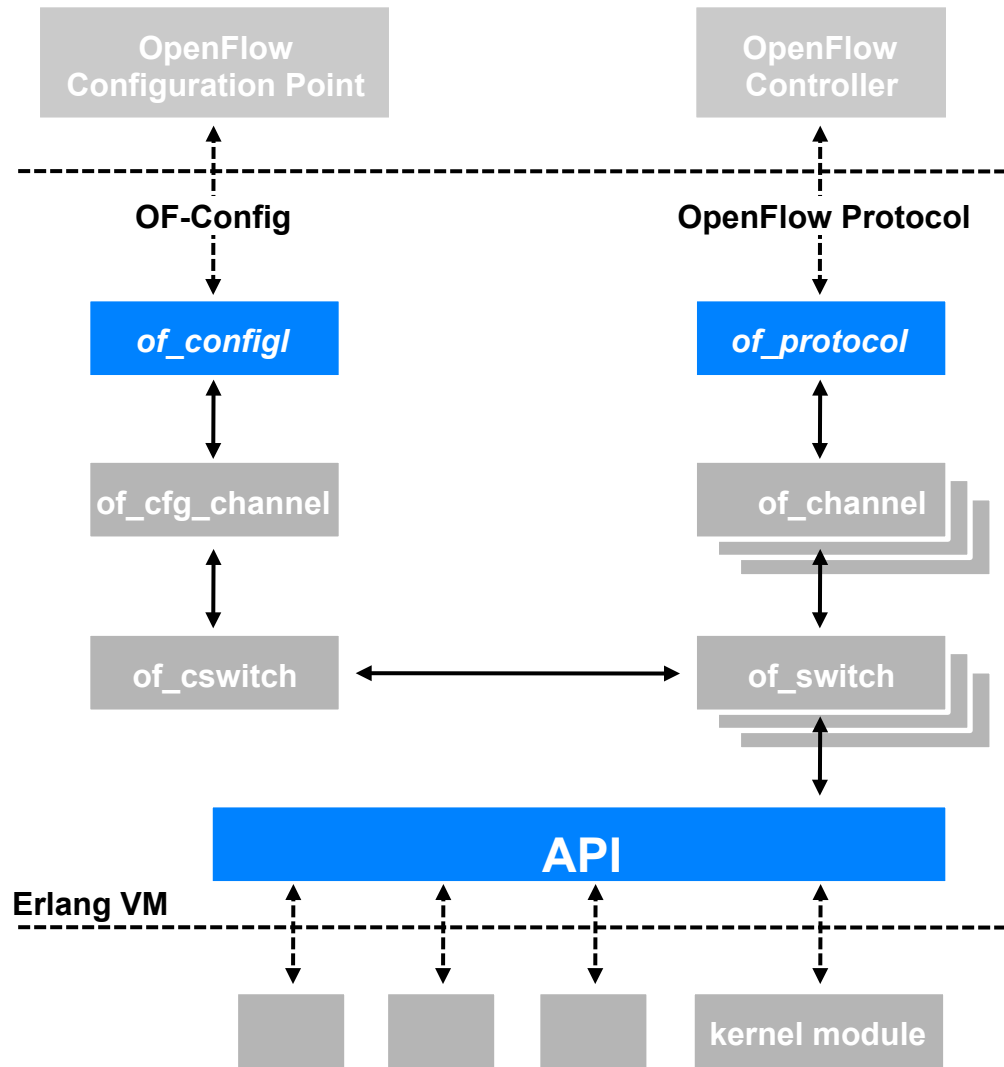 OpenFlow
Configuration Point
OpenFlow
Controller
OF-Config
OpenFlow Protocol
of_configl
of_protocol
of_cfg_channel
of_channel
of_cswitch
of_switch
API
Erlang VM
kernel module